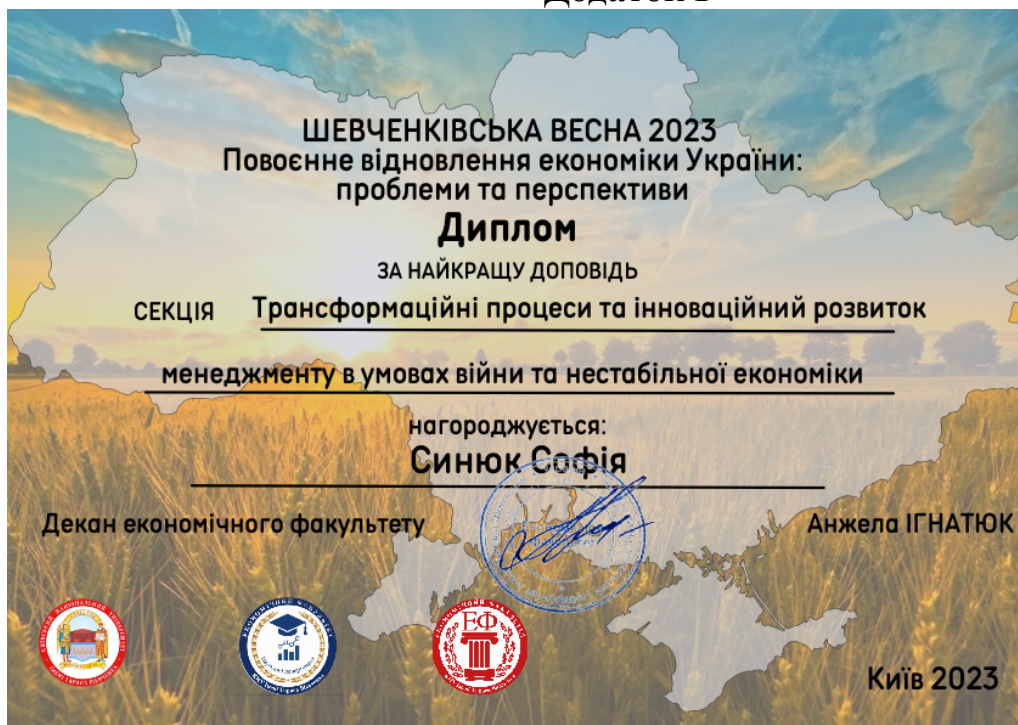 ШЕВЧЕНКІВСЬКА ВЕСНА 2023
Повоєнне відновлення економіки України:
проблеми та перспективи
Диплом
ЗА НАЙКРАЩУ ДОПОВІДЬ
СЕКЦІЯ Трансформаційні процеси та інноваційний розвиток
менеджменту в умовах війни та нестабільної економіки
нагороджується:
Синюк Софія
Декан економічного факультету Анжела ІГНАТЮК
ЕФ
Київ 2023